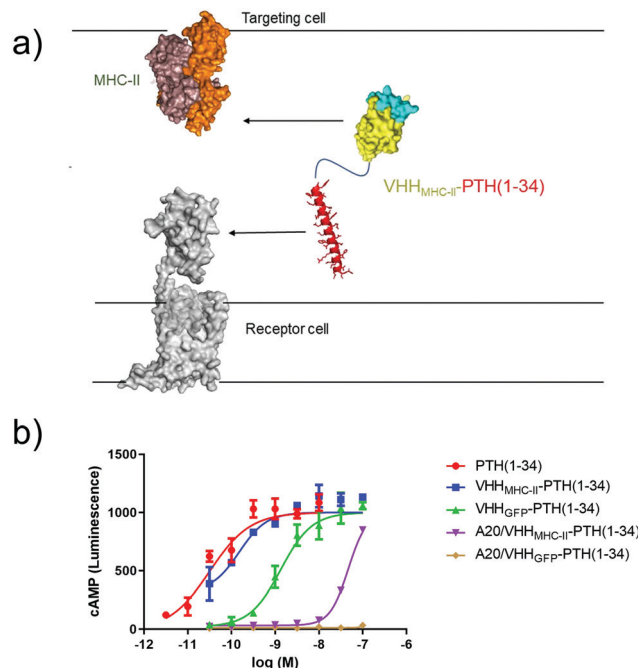 a)
Targeting cell
MHC-II
VHHMHC-II-PTH(1-34)
Receptor cell
b)
cAMP (Luminescence)
1500
1000
500
0
-12 -11 -10 -9 -8 -7 -6
log (M)
PTH(1-34)
VHHMHC-II-PTH(1-34)
VHHGFP-PTH(1-34)
A20/VHHMHC-II-PTH(1-34)
A20/VHHGFP-PTH(1-34)